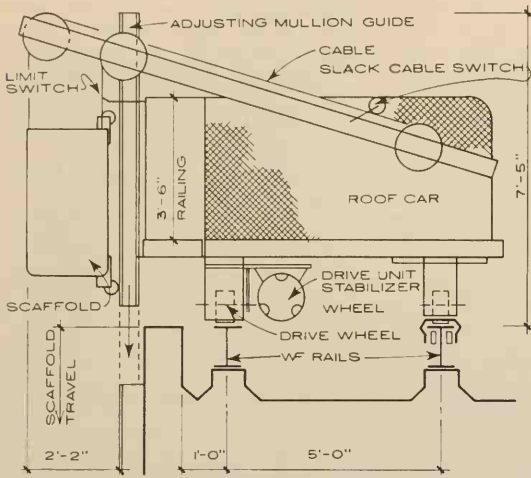 ADJUSTING MULLION GUIDE
CABLE
SLACK CABLE SWITCH
LIMIT
SWITCH
3'-6"
RAILING
ROOF CAR
7'-5"
DRIVE UNIT
STABILIZER
WHEEL
SCAFFOLD
DRIVE WHEEL
WF RAILS
SCAFFOLD
TRAVEL
2'-2"
1'-0"
5'-0"